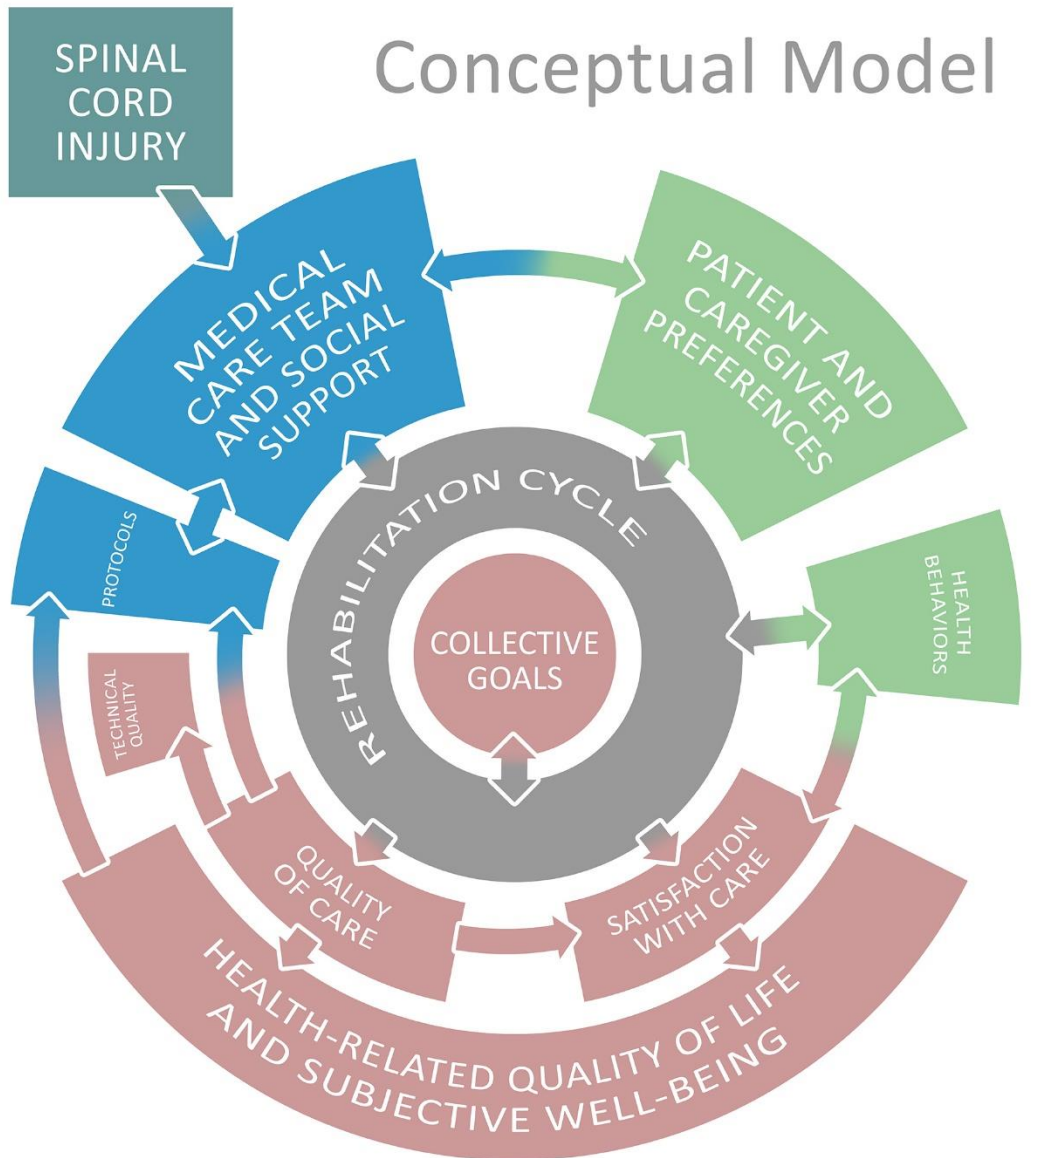 SPINAL
CORD
INJURY
Conceptual Model
MEDICAL
CARE TEAM
AND SOCIAL
SUPPORT
PATIENT AND
CAREGIVER
PREFERENCES
PROTOCOLS
REHABILITATION CYCLE
HEALTH
BEHAVIORS
COLLECTIVE
GOALS
TECHNICAL
QUALITY
QUALITY
OF CARE
SATISFACTION
WITH CARE
HEALTH-RELATED QUALITY OF LIFE
AND SUBJECTIVE WELL-BEING